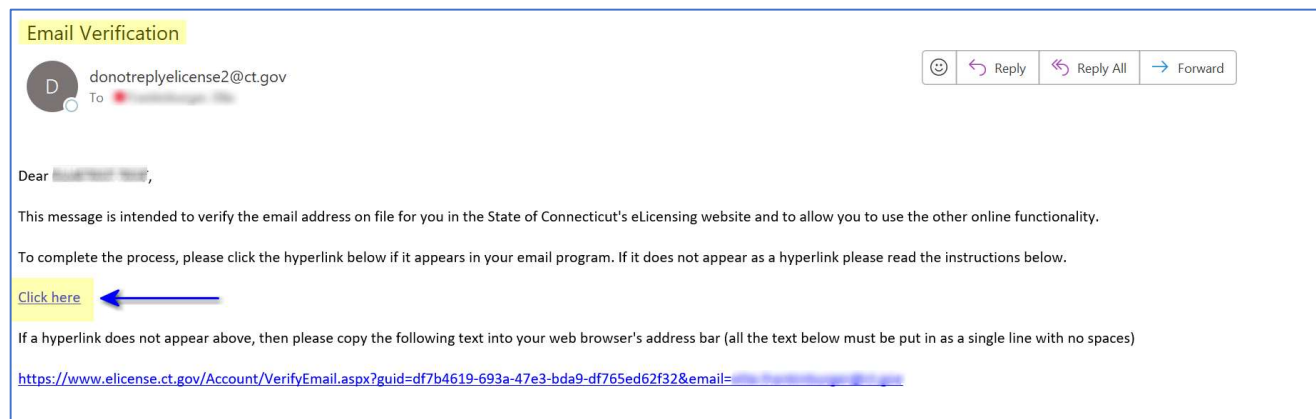 Email Verification
D
donotreplyelicense2@ct.gov
To
Reply
Reply All
Forward
Dear ,
This message is intended to verify the email address on file for you in the State of Connecticut's eLicensing website and to allow you to use the other online functionality.
To complete the process, please click the hyperlink below if it appears in your email program. If it does not appear as a hyperlink please read the instructions below.
Click here
If a hyperlink does not appear above, then please copy the following text into your web browser's address bar (all the text below must be put in as a single line with no spaces)
https://www.elicense.ct.gov/Account/VerifyEmail.aspx?guid=df7b4619-693a-47e3-bda9-df765ed62f32&email=